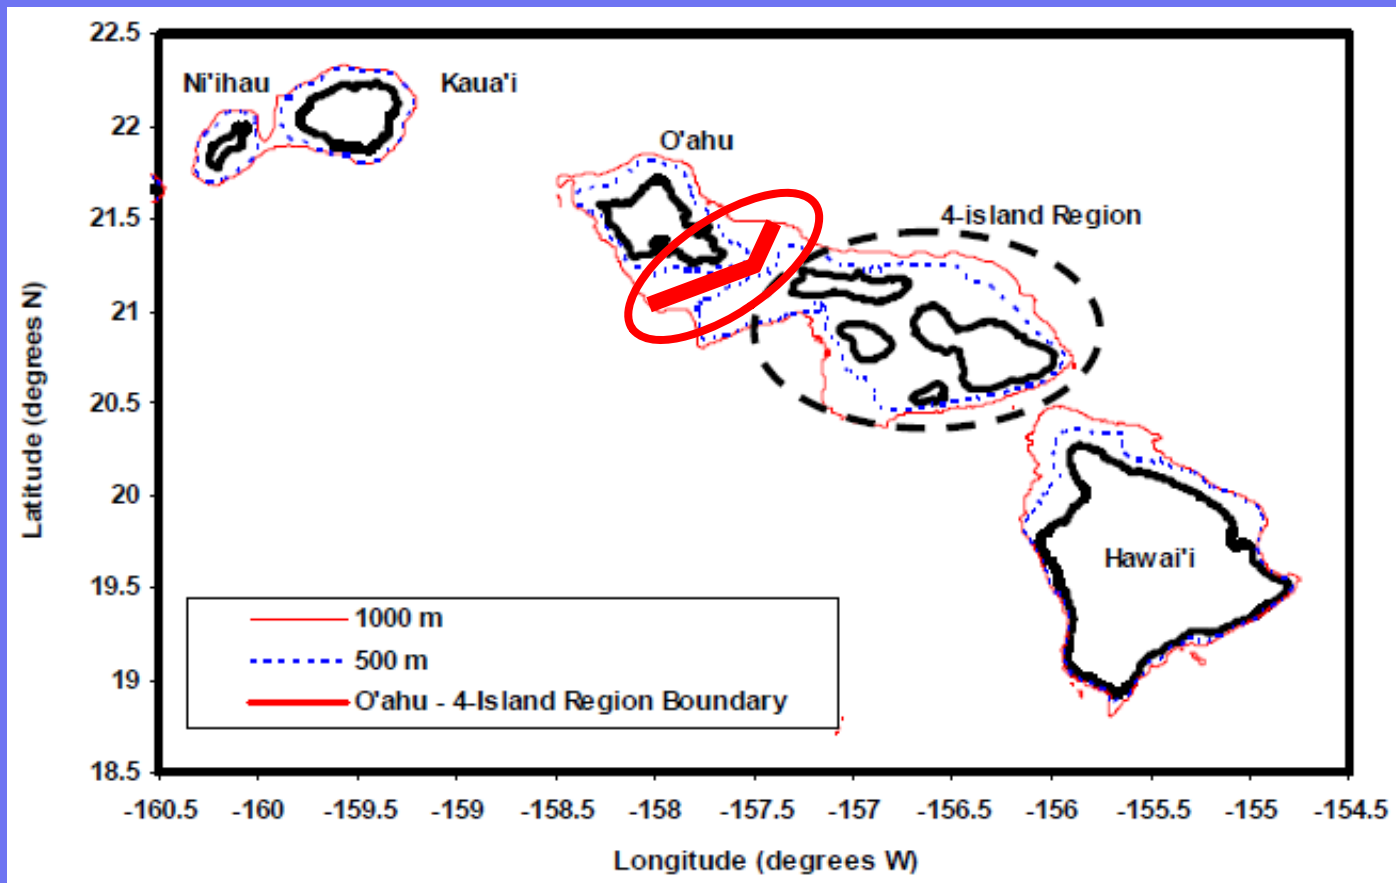 22.5
22
21.5
21
20.5
20
19.5
19
18.5
Latitude (degrees N)
Ni'ihau
Kaua'i
O'ahu
4-island Region
Hawai'i
1000 m
500 m
O'ahu - 4-Island Region Boundary
-160.5 -160 -159.5 -159 -158.5 -158 -157.5 -157 -156.5 -156 -155.5 -155 -154.5
Longitude (degrees W)